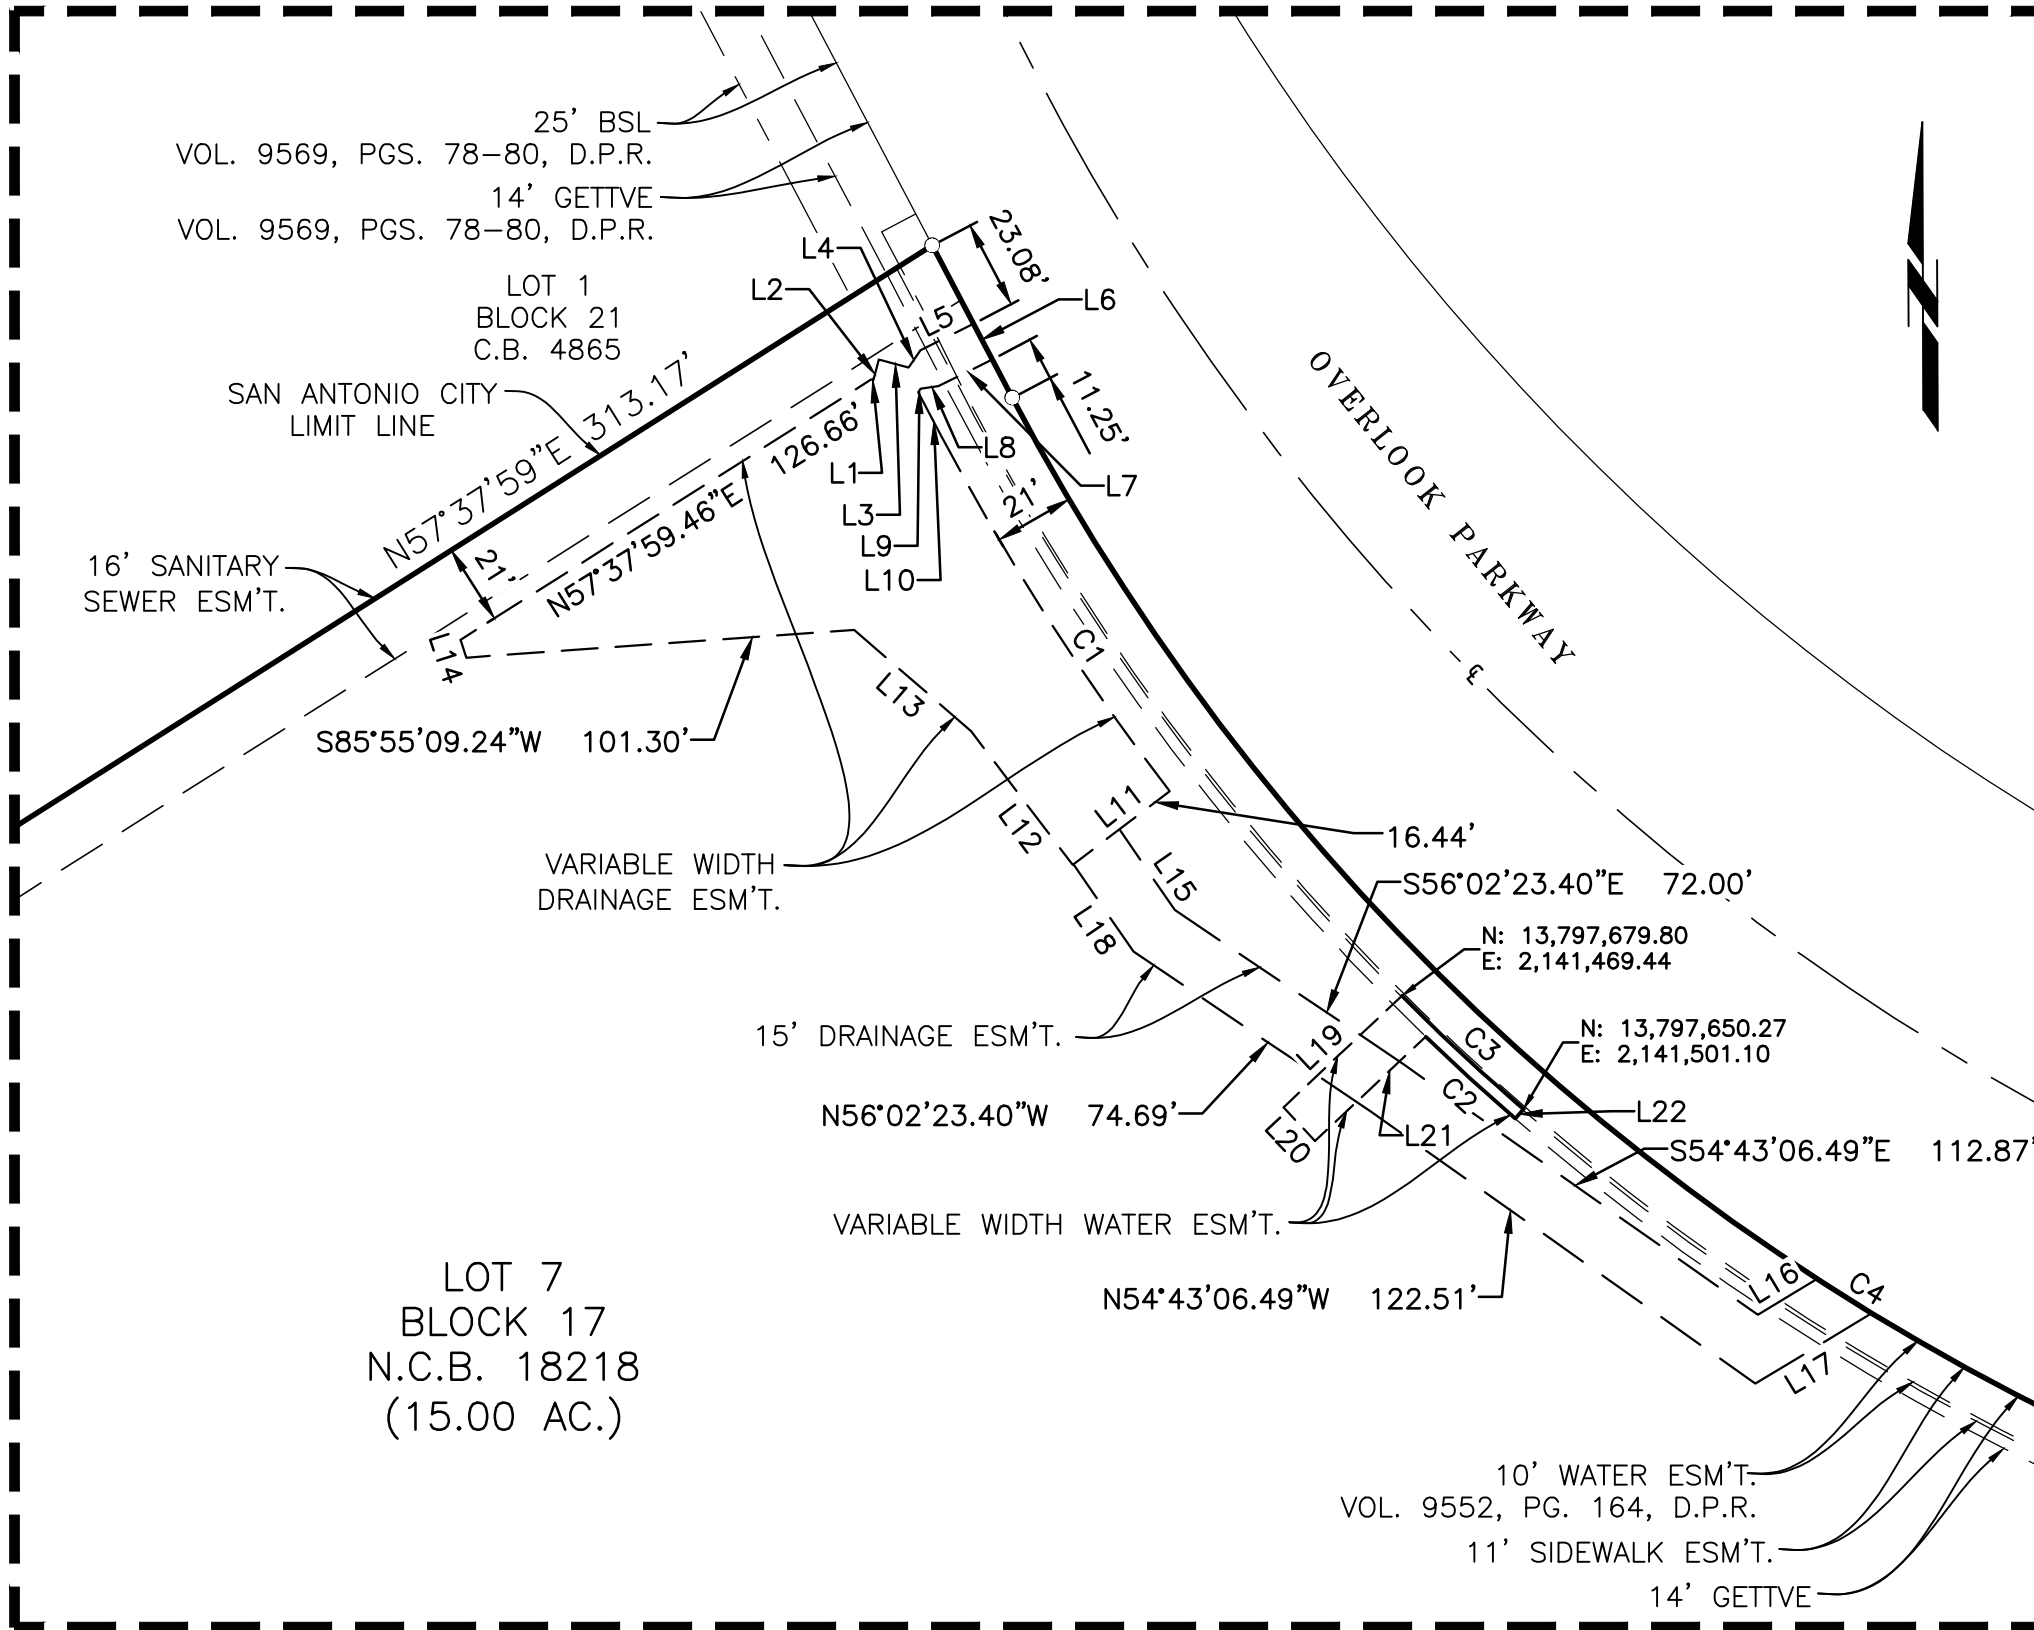 25' BSL
VOL. 9569, PGS. 78-80, D.P.R.
14' GETTVE
VOL. 9569, PGS. 78-80, D.P.R.
L4
23.08'
LOT 1
BLOCK 21
C.B. 4865
L2
L6
L5
SAN ANTONIO CITY
LIMIT LINE
N57°37'59"E 313.17'
11.25'
OVERLOOK PARKWAY
126.66'
N57°37'59.46"E
L8
L1
L7
L3
21'
L9
L10
16' SANITARY
SEWER ESM'T.
21'
L14
C1
℄
L13
S85°55'09.24"W 101.30'
L11
L12
16.44'
VARIABLE WIDTH
DRAINAGE ESM'T.
L15
S56°02'23.40"E 72.00'
L18
N: 13,797,679.80
E: 2,141,469.44
15' DRAINAGE ESM'T.
L19
C3
N: 13,797,650.27
E: 2,141,501.10
N56°02'23.40"W 74.69'
C2
L20
L21
L22
S54°43'06.49"E 112.87'
VARIABLE WIDTH WATER ESM'T.
N54°43'06.49"W 122.51'
L16
C4
L17
LOT 7
BLOCK 17
N.C.B. 18218
(15.00 AC.)
10' WATER ESM'T.
VOL. 9552, PG. 164, D.P.R.
11' SIDEWALK ESM'T.
14' GETTVE
N